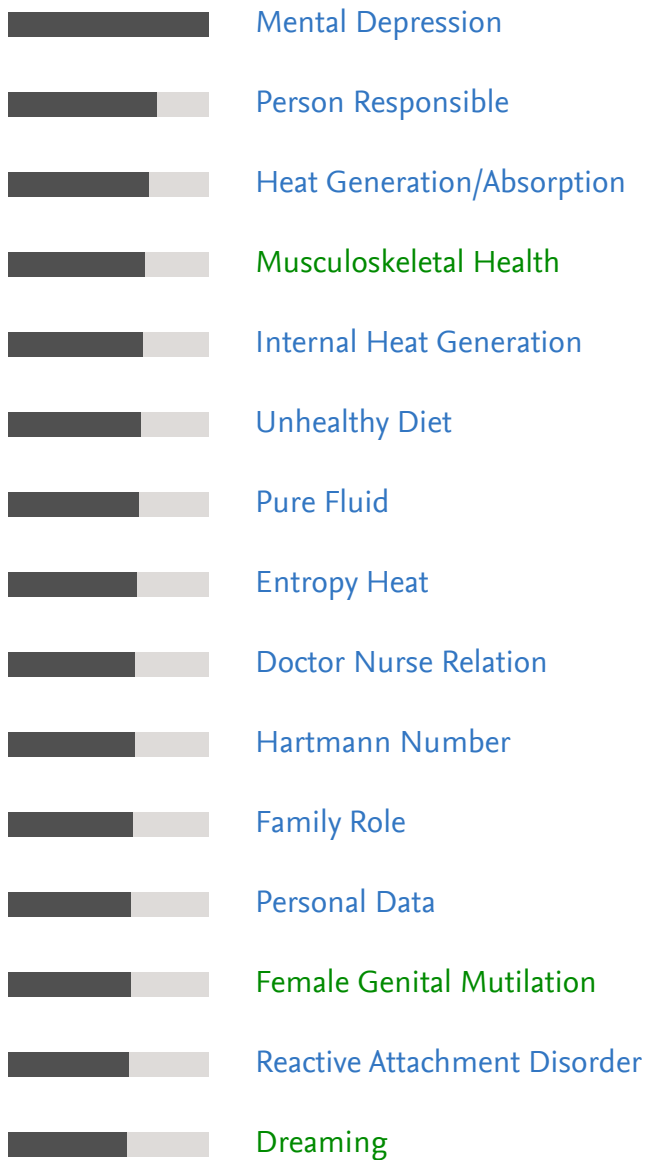 Mental Depression
Person Responsible
Heat Generation/Absorption
Musculoskeletal Health
Internal Heat Generation
Unhealthy Diet
Pure Fluid
Entropy Heat
Doctor Nurse Relation
Hartmann Number
Family Role
Personal Data
Female Genital Mutilation
Reactive Attachment Disorder
Dreaming